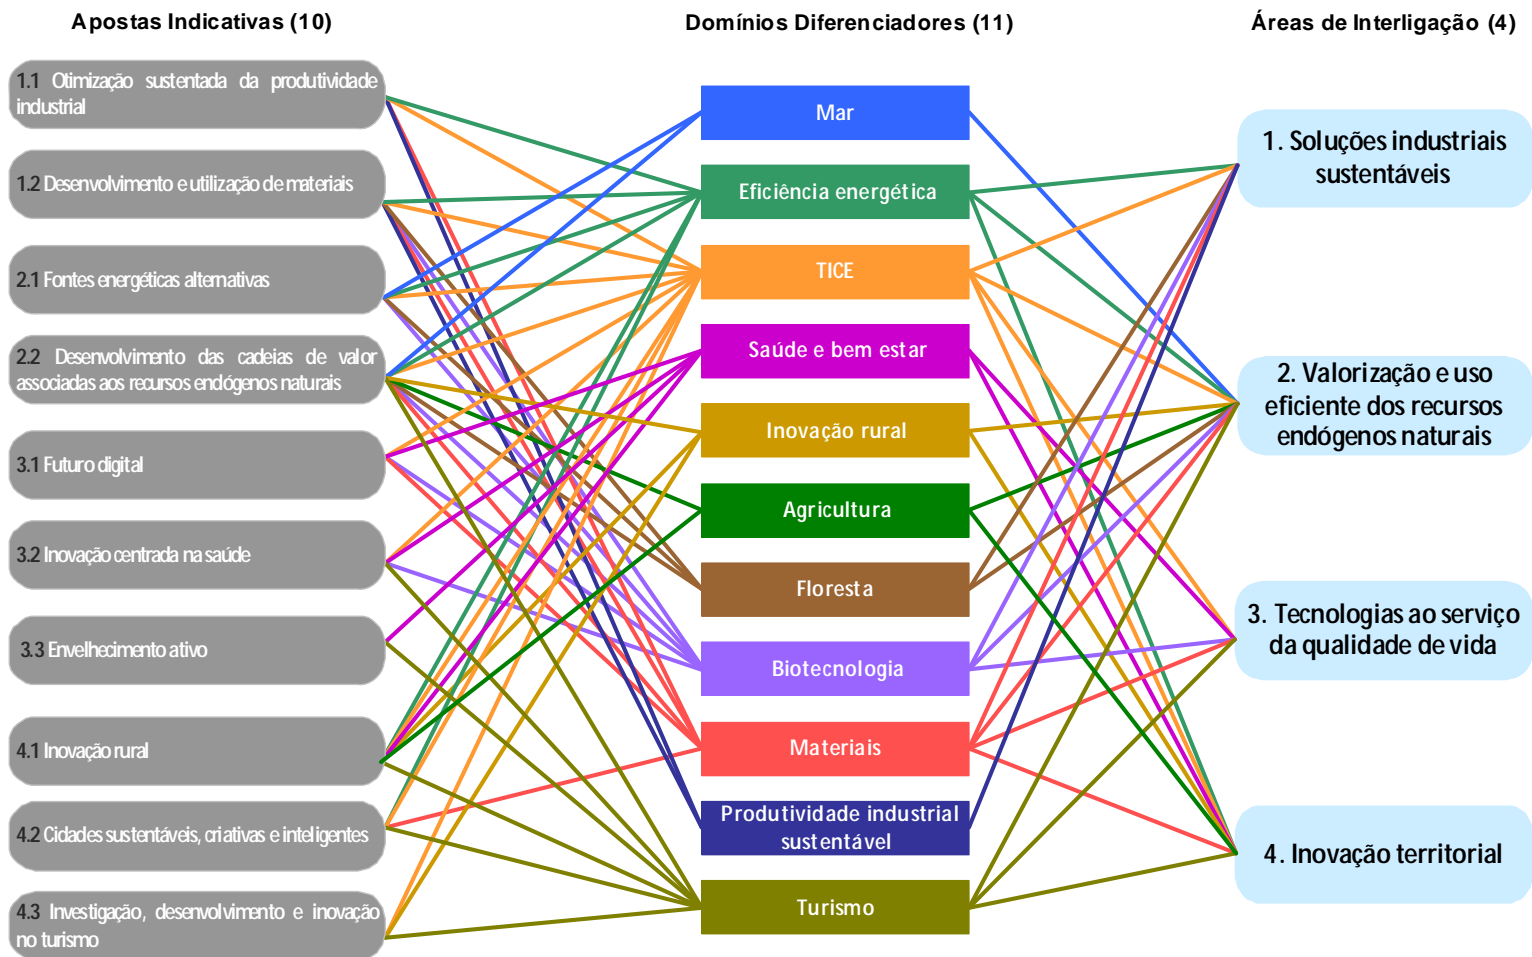 Apostas Indicativas (10)
1.1 Otimização sustentada da produtividade
industrial
1.2 Desenvolvimento e utilização de materiais
2.1 Fontes energéticas alternativas
2.2 Desenvolvimento das cadeias de valor
associadas aos recursos endógenos naturais
3.1 Futuro digital
3.2 Inovação centrada na saúde
3.3 Envelhecimento ativo
4.1 Inovação rural
4.2 Cidades sustentáveis, criativas e inteligentes
4.3 Investigação, desenvolvimento e inovação
no turismo
Domínios Diferenciadores (11)
Mar
Eficiência energética
TICE
Saúde e bem estar
Inovação rural
Agricultura
Floresta
Biotecnologia
Materiais
Produtividade industrial
sustentável
Turismo
Áreas de Interligação (4)
1. Soluções industriais
sustentáveis
2. Valorização e uso
eficiente dos recursos
endógenos naturais
3. Tecnologias ao serviço
da qualidade de vida
4. Inovação territorial